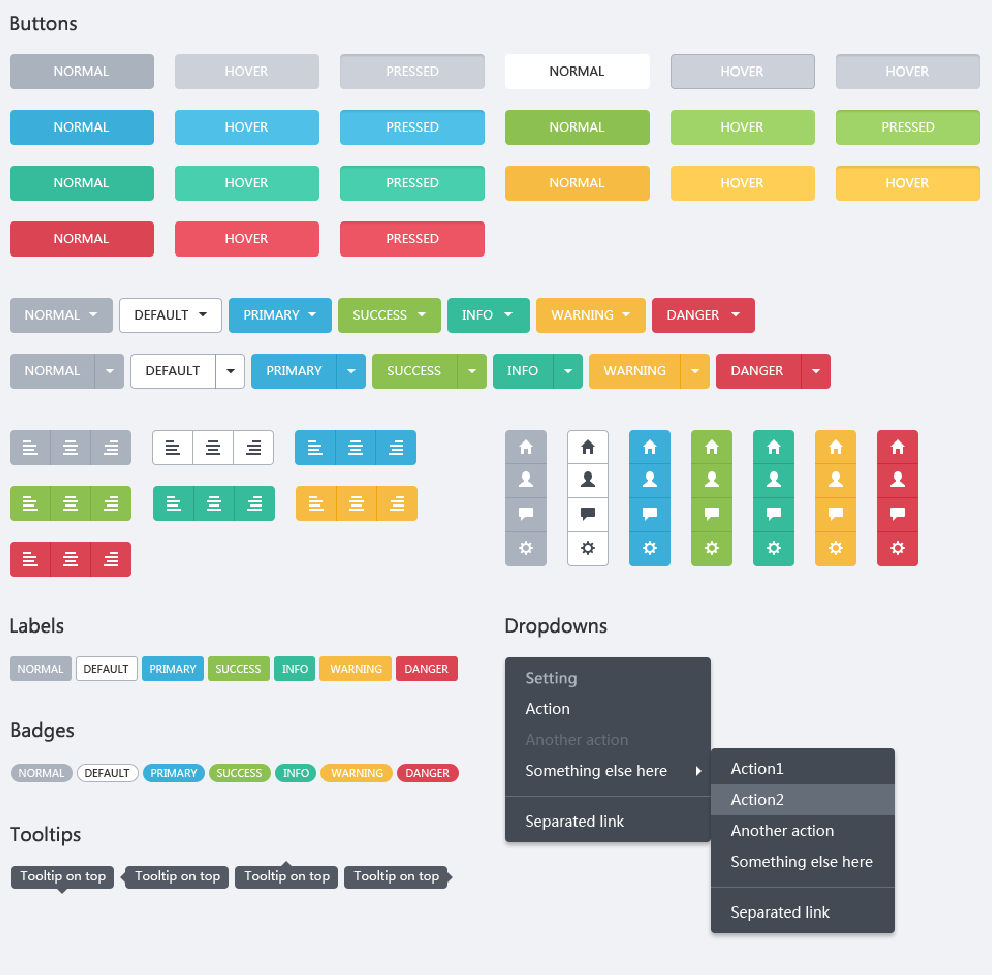 Buttons
NORMAL HOVER PRESSED NORMAL HOVER HOVER
NORMAL HOVER PRESSED NORMAL HOVER PRESSED
NORMAL HOVER PRESSED NORMAL HOVER HOVER
NORMAL HOVER PRESSED
NORMAL DEFAULT PRIMARY SUCCESS INFO WARNING DANGER
NORMAL DEFAULT PRIMARY SUCCESS INFO WARNING DANGER
Labels
NORMAL DEFAULT PRIMARY SUCCESS INFO WARNING DANGER
Badges
NORMAL DEFAULT PRIMARY SUCCESS INFO WARNING DANGER
Tooltips
Tooltip on top Tooltip on top Tooltip on top Tooltip on top
Dropdowns
Setting
Action
Another action
Something else here
Separated link
Action1
Action2
Another action
Something else here
Separated link